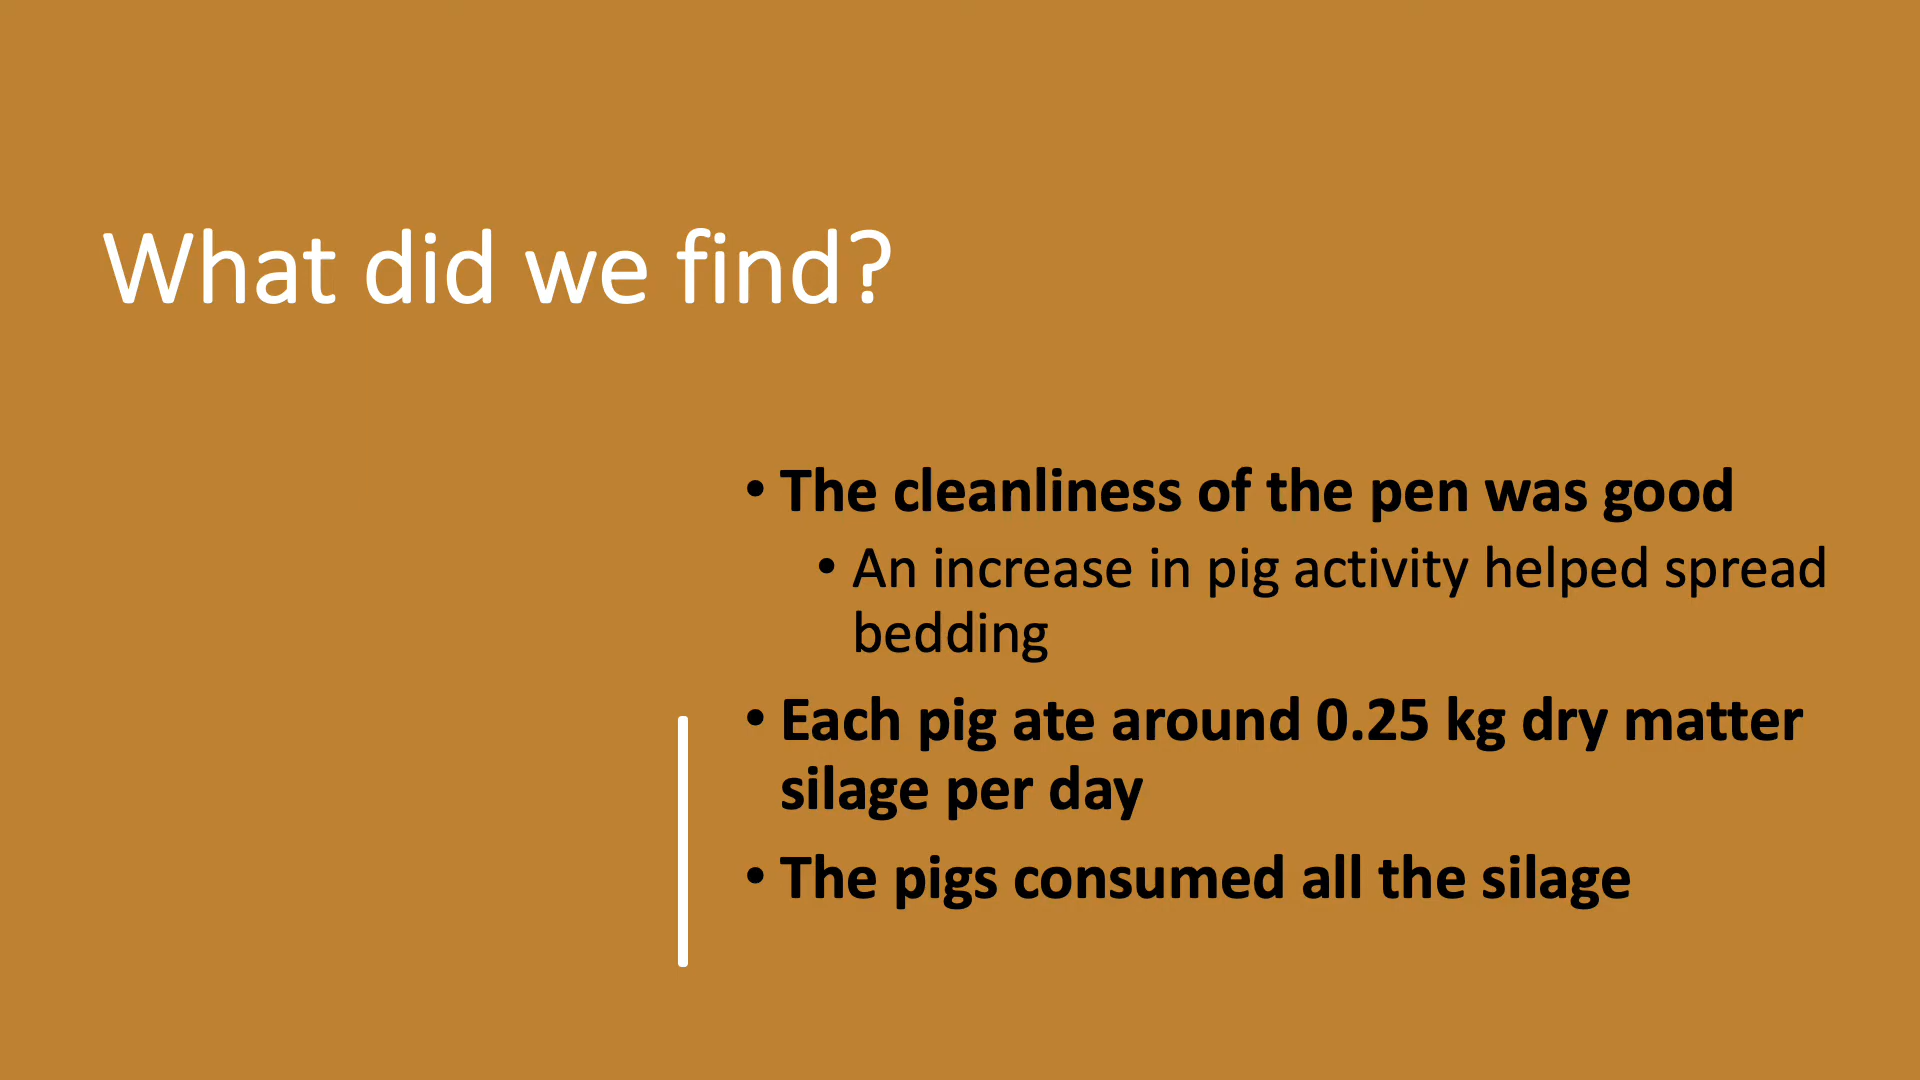 What did we find?
• The cleanliness of the pen was good
• An increase in pig activity helped spread
bedding
• Each pig ate around 0.25 kg dry matter
silage per day
• The pigs consumed all the silage